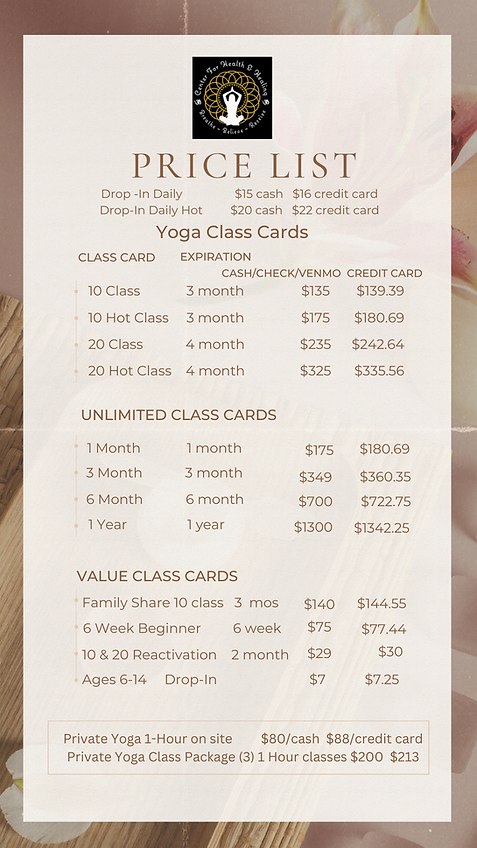 Center For Health & Healing
Breathe ~ Believe ~ Receive
PRICE LIST
Drop -In Daily $15 cash $16 credit card
Drop-In Daily Hot $20 cash $22 credit card
Yoga Class Cards
CLASS CARD EXPIRATION
CASH/CHECK/VENMO CREDIT CARD
10 Class 3 month $135 $139.39
10 Hot Class 3 month $175 $180.69
20 Class 4 month $235 $242.64
20 Hot Class 4 month $325 $335.56
UNLIMITED CLASS CARDS
1 Month 1 month $175 $180.69
3 Month 3 month $349 $360.35
6 Month 6 month $700 $722.75
1 Year 1 year $1300 $1342.25
VALUE CLASS CARDS
Family Share 10 class 3 mos $140 $144.55
6 Week Beginner 6 week $75 $77.44
10 & 20 Reactivation 2 month $29 $30
Ages 6-14 Drop-In $7 $7.25
Private Yoga 1-Hour on site $80/cash $88/credit card
Private Yoga Class Package (3) 1 Hour classes $200 $213